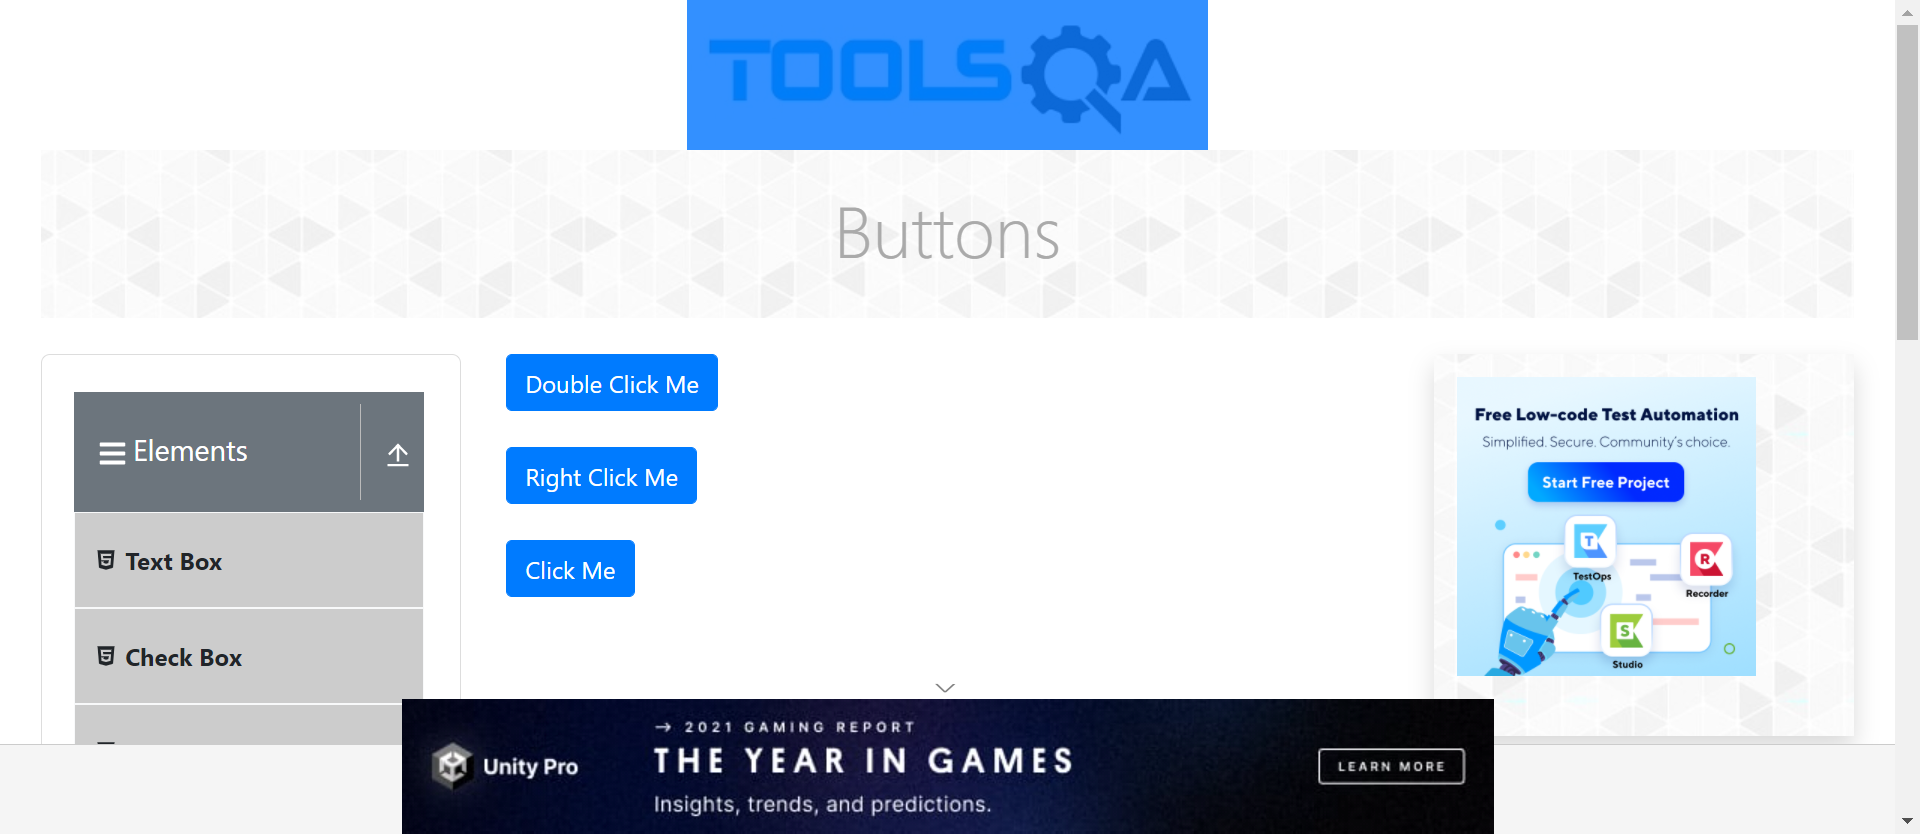 TOOLSQA
Buttons
Elements
Text Box
Check Box
Double Click Me
Right Click Me
Click Me
Free Low-code Test Automation
Simplified. Secure. Community's choice.
Start Free Project
TestOps
Recorder
Studio
Unity Pro
→ 2021 GAMING REPORT
THE YEAR IN GAMES
Insights, trends, and predictions.
LEARN MORE